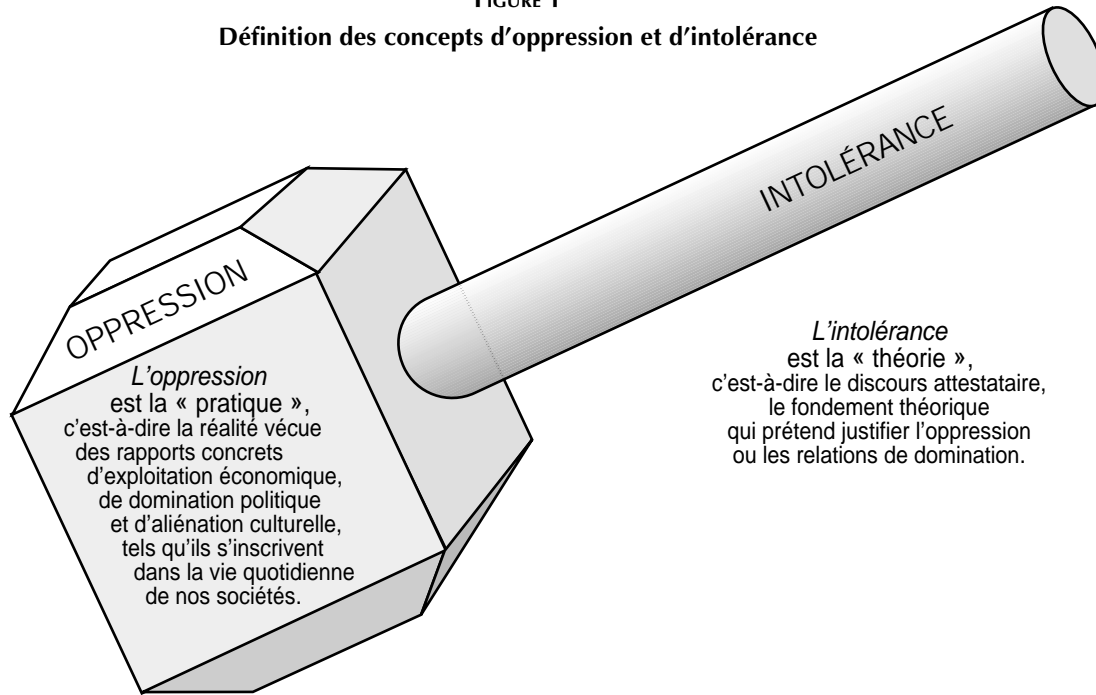 FIGURE 1
Définition des concepts d'oppression et d'intolérance
INTOLÉRANCE
OPPRESSION
L'oppression
est la « pratique »,
c'est-à-dire la réalité vécue
des rapports concrets
d'exploitation économique,
de domination politique
et d'aliénation culturelle,
tels qu'ils s'inscrivent
dans la vie quotidienne
de nos sociétés.
L'intolérance
est la « théorie »,
c'est-à-dire le discours attestataire,
le fondement théorique
qui prétend justifier l'oppression
ou les relations de domination.